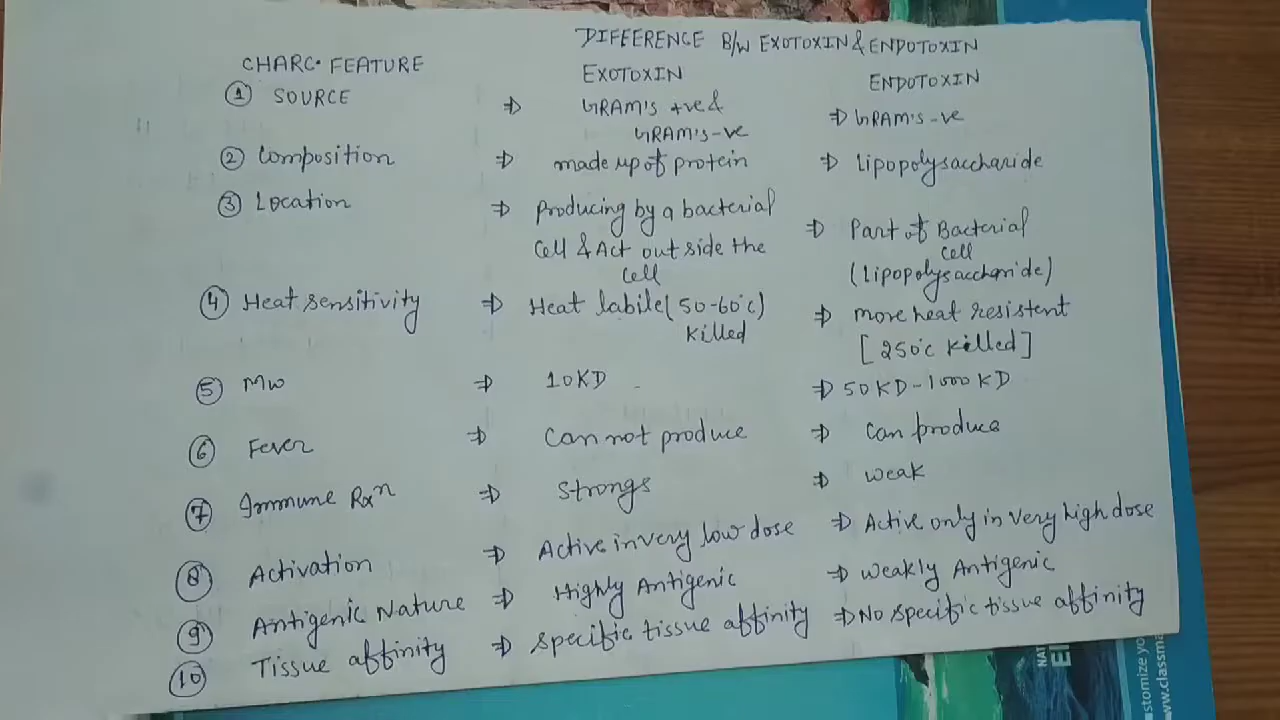 DIFFERENCE B/W EXOTOXIN & ENDOTOXIN
CHARC. FEATURE EXOTOXIN ENDOTOXIN
① SOURCE ⇒ GRAM'S +ve & GRAM'S -ve ⇒ GRAM'S -ve
② Composition ⇒ made up of protein ⇒ Lipopolysaccharide
③ Location ⇒ Producing by a bacterial ⇒ Part of Bacterial
Cell & Act out side the cell
cell (Lipopolysaccharide)
④ Heat sensitivity ⇒ Heat labile (50-60°c) ⇒ more heat resistent
killed [250°c killed]
⑤ Mw ⇒ 10KD ⇒ 50KD-1000KD
⑥ Fever ⇒ Can not produce ⇒ can produce
⑦ Immune Rxn ⇒ Strongs ⇒ weak
⑧ Activation ⇒ Active in very low dose ⇒ Active only in very high dose
⑨ Antigenic Nature ⇒ Highly Antigenic ⇒ weakly Antigenic
⑩ Tissue affinity ⇒ specific tissue affinity ⇒ No specific tissue affinity